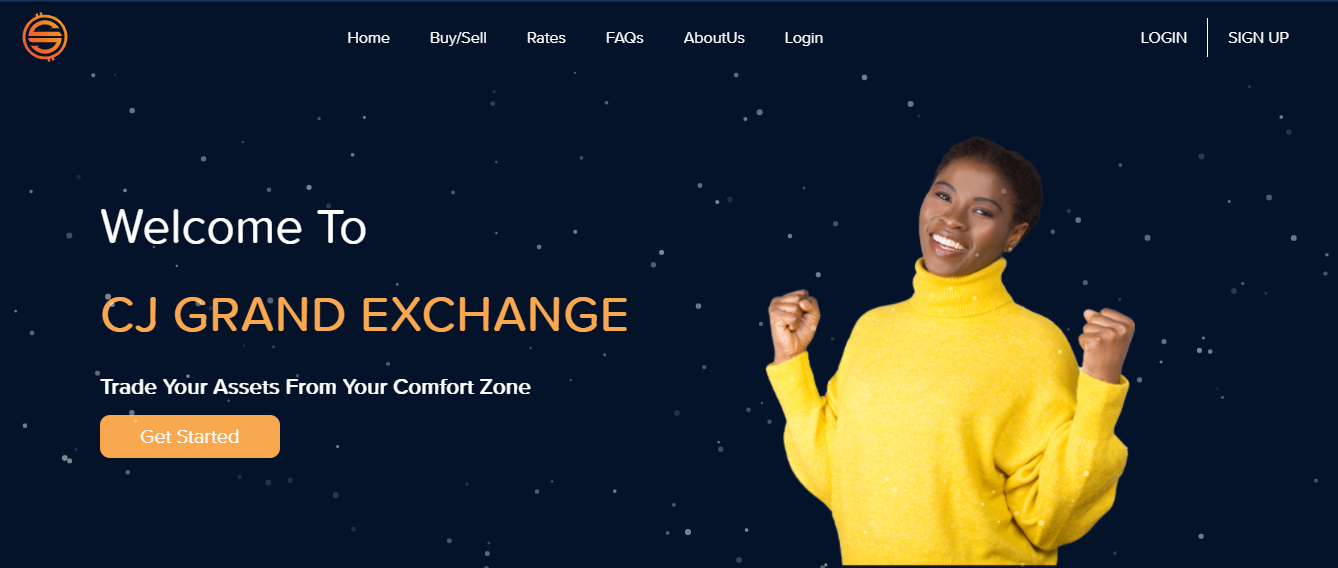 Home Buy/Sell Rates FAQs AboutUs Login LOGIN SIGN UP
Welcome To
CJ GRAND EXCHANGE
Trade Your Assets From Your Comfort Zone
Get Started